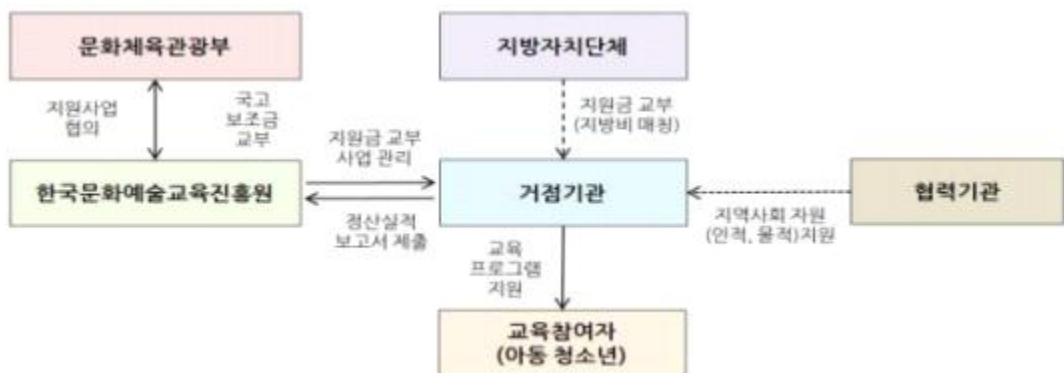 문화체육관광부
지방자치단체
지원사업
협의
국고
보조금
교부
지원금 교부
사업 관리
지원금 교부
(지방비 매칭)
한국문화예술교육진흥원
거점기관
협력기관
정산실적
보고서 제출
지역사회 자원
(인적, 물적)지원
교육
프로그램
지원
교육참여자
(아동 청소년)